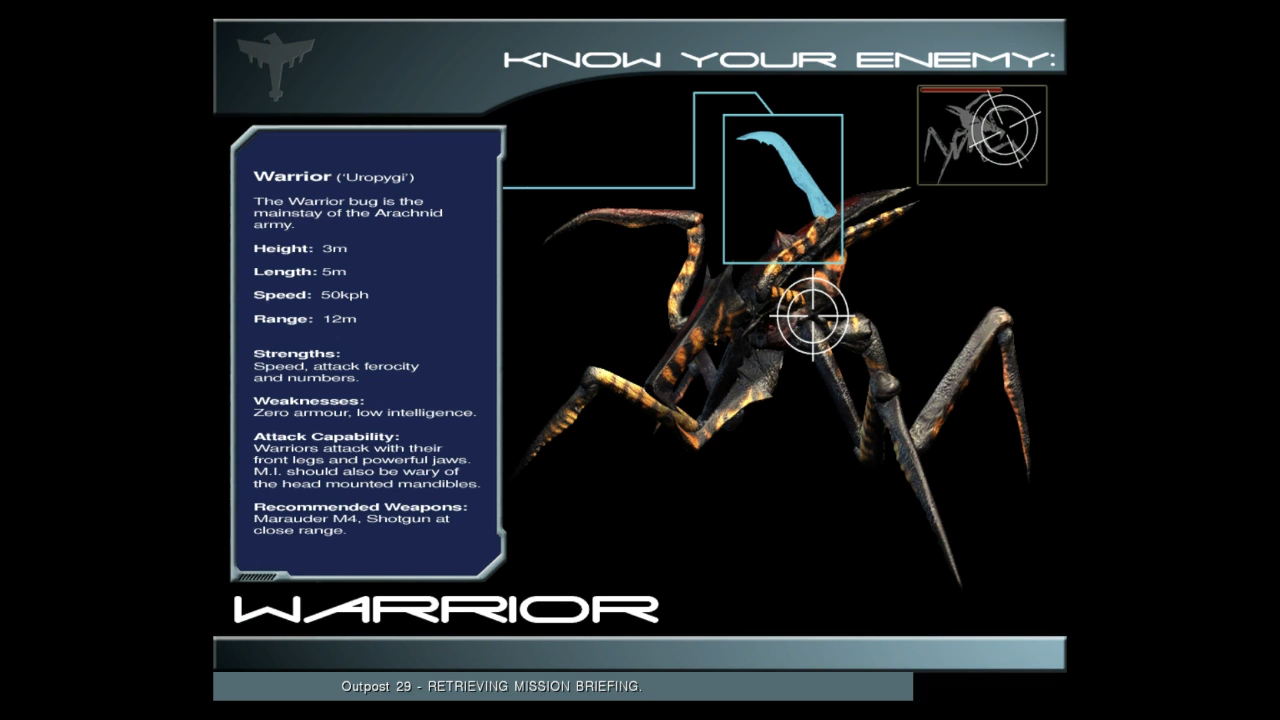 KNOW YOUR ENEMY:
Warrior ('Uropygi')
The Warrior bug is the
mainstay of the Arachnid
army.
Height: 3m
Length: 5m
Speed: 50kph
Range: 12m
Strengths:
Speed, attack ferocity
and numbers.
Weaknesses:
Zero armour, low intelligence.
Attack Capability:
Warriors attack with their
front legs and powerful jaws.
M.I. should also be wary of
the head mounted mandibles.
Recommended Weapons:
Marauder M4, Shotgun at
close range.
WARRIOR
Outpost 29 - RETRIEVING MISSION BRIEFING.